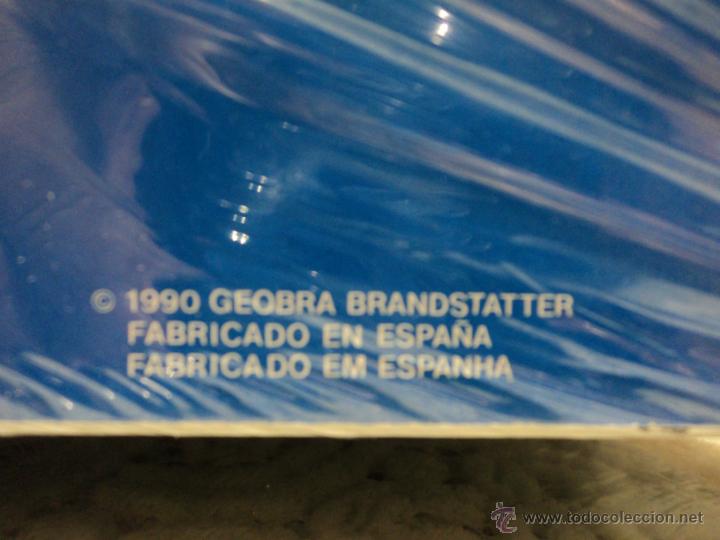 © 1990 GEOBRA BRANDSTATTER
FABRICADO EN ESPAÑA
FABRICADO EM ESPANHA
www.todocoleccion.net